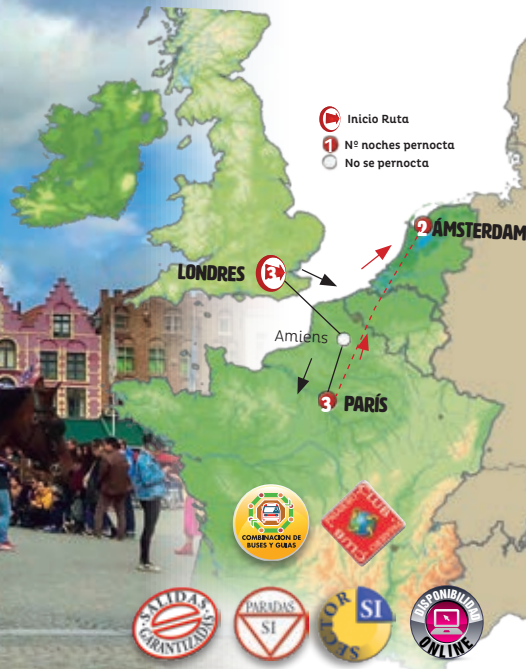 Inicio Ruta
1 Nº noches pernocta
No se pernocta
2 ÁMSTERDAM
LONDRES 3
Amiens
3 PARÍS
COMBINACION DE
BUSES Y GUIAS
CLUB
CLUB
SALIDAS
GARANTIZADAS
PARADAS
SI
SECTOR
SI
DISPONIBILIDAD
ONLINE